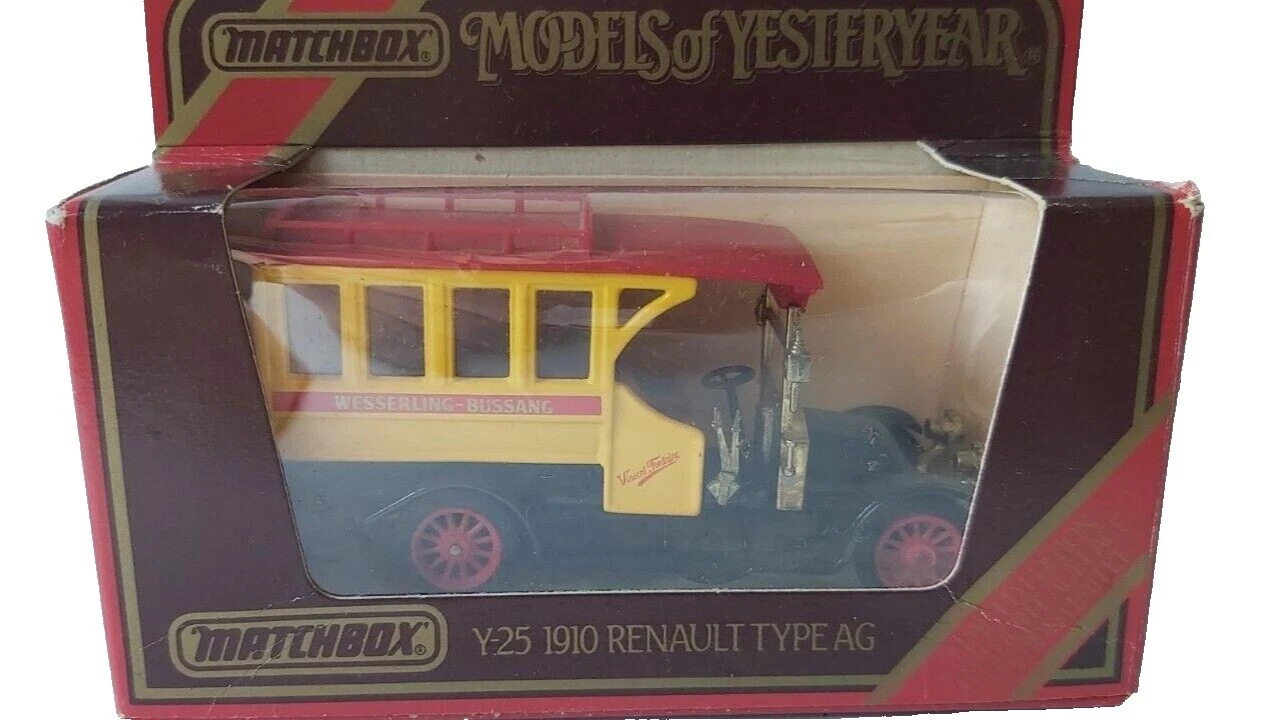 MATCHBOX®
MODELS of YESTERYEAR®
WESSERLING-BUSSANG
MATCHBOX®
Y-25 1910 RENAULT TYPE AG